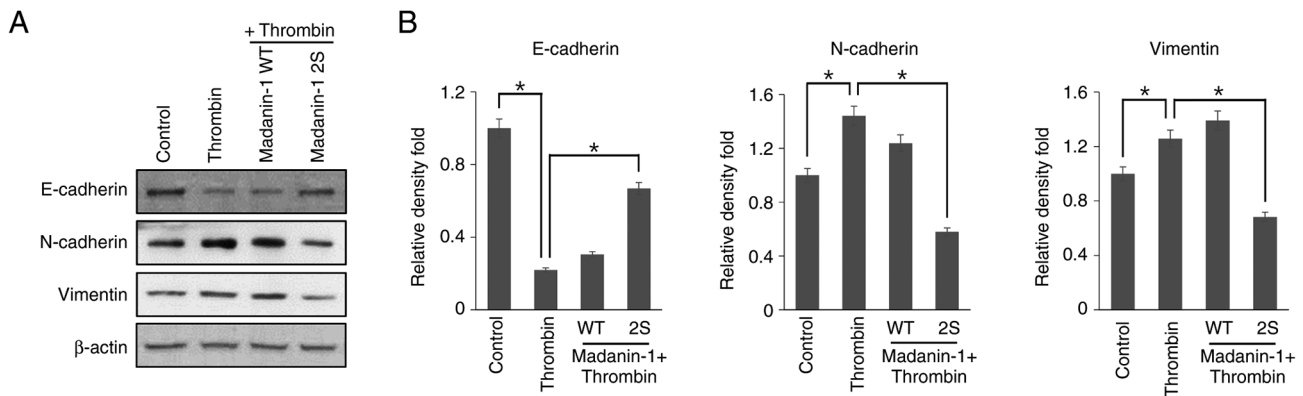 A
+ Thrombin
Control
Thrombin
Madanin-1 WT
Madanin-1 2S
E-cadherin
N-cadherin
Vimentin
β-actin
B
E-cadherin
Relative density fold
1.2
0.8
0.4
0
*
*
Control
Thrombin
WT
2S
Madanin-1+
Thrombin
N-cadherin
Relative density fold
1.6
1.2
0.8
0.4
0
*
*
Control
Thrombin
WT
2S
Madanin-1+
Thrombin
Vimentin
Relative density fold
1.6
1.2
0.8
0.4
0
*
*
Control
Thrombin
WT
2S
Madanin-1+
Thrombin